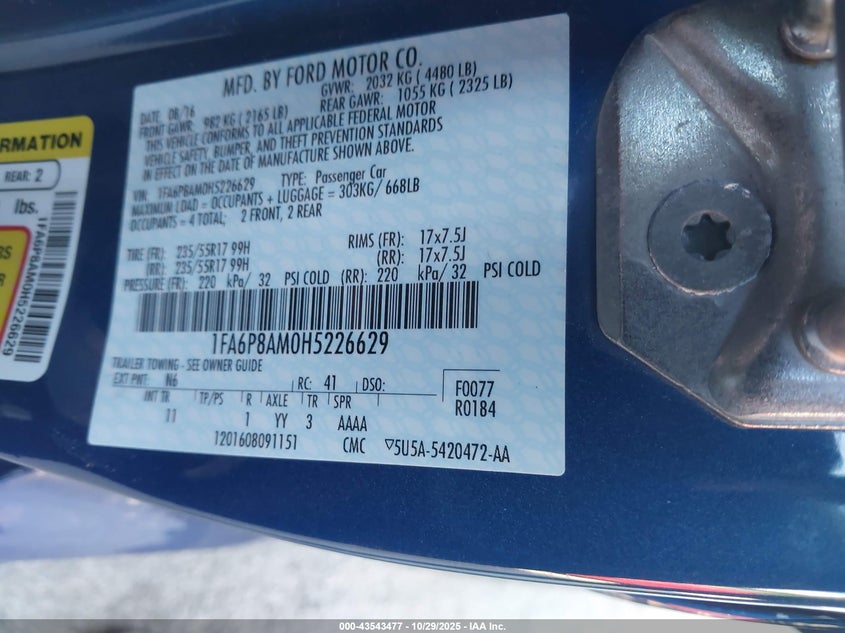 MFD. BY FORD MOTOR CO.
DATE: 08/16 GVWR: 2032 KG ( 4480 LB)
FRONT GAWR: 982 KG ( 2165 LB) REAR GAWR: 1055 KG ( 2325 LB)
THIS VEHICLE CONFORMS TO ALL APPLICABLE FEDERAL MOTOR
VEHICLE SAFETY, BUMPER, AND THEFT PREVENTION STANDARDS
IN EFFECT ON THE DATE OF MANUFACTURE SHOWN ABOVE.
VIN: 1FA6P8AM0H5226629 TYPE: Passenger Car
MAXIMUM LOAD = OCCUPANTS + LUGGAGE = 303KG/ 668LB
OCCUPANTS = 4 TOTAL; 2 FRONT, 2 REAR
TIRE (FR): 235/55R17 99H RIMS (FR): 17x7.5J
(RR): 235/55R17 99H (RR): 17x7.5J
PRESSURE (FR): 220 kPa/ 32 PSI COLD (RR): 220 kPa/ 32 PSI COLD
1FA6P8AM0H5226629
TRAILER TOWING - SEE OWNER GUIDE
EXT PNT: N6 RC: 41 DSO: F0077
INT TR TP/PS R AXLE TR SPR R0184
11 1 YY 3 AAAA
1201608091151 CMC ▽5U5A-5420472-AA
RMATION
REAR: 2
lbs.
RS
R
1FA6P8AM0H5226629
000-43543477 - 10/29/2025 - IAA Inc.